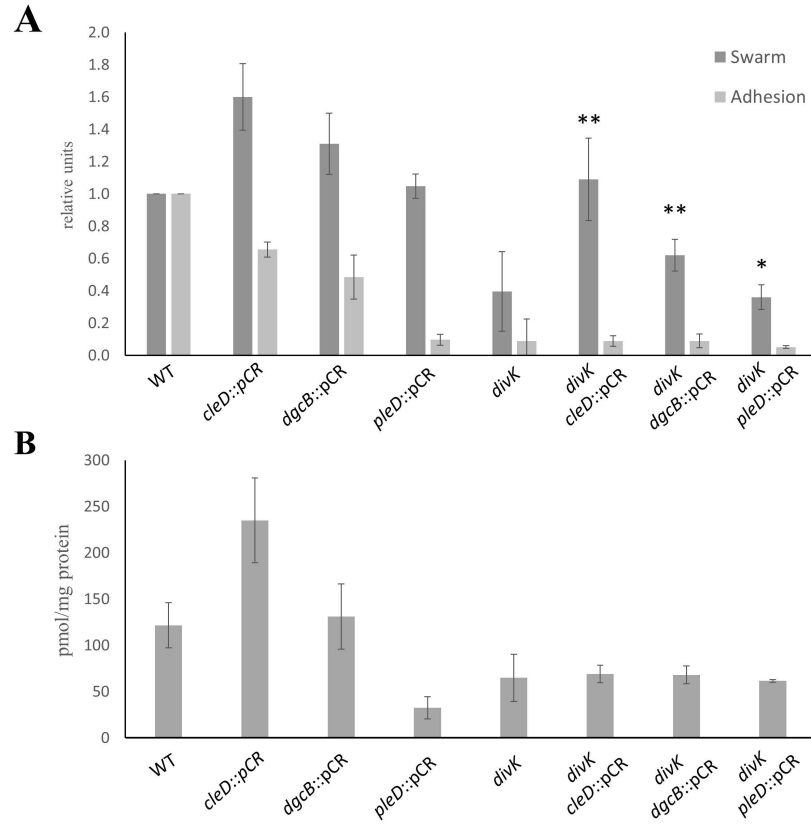 A
2.0
1.8
1.6
1.4
1.2
1.0
0.8
0.6
0.4
0.2
0.0
relative units
Swarm
Adhesion
**
**
*
WT
cleD::pCR
dgcB::pCR
pleD::pCR
divK
divK
cleD::pCR
divK
dgcB::pCR
divK
pleD::pCR
B
300
250
200
150
100
50
0
pmol/mg protein
WT
cleD::pCR
dgcB::pCR
pleD::pCR
divK
divK
cleD::pCR
divK
dgcB::pCR
divK
pleD::pCR